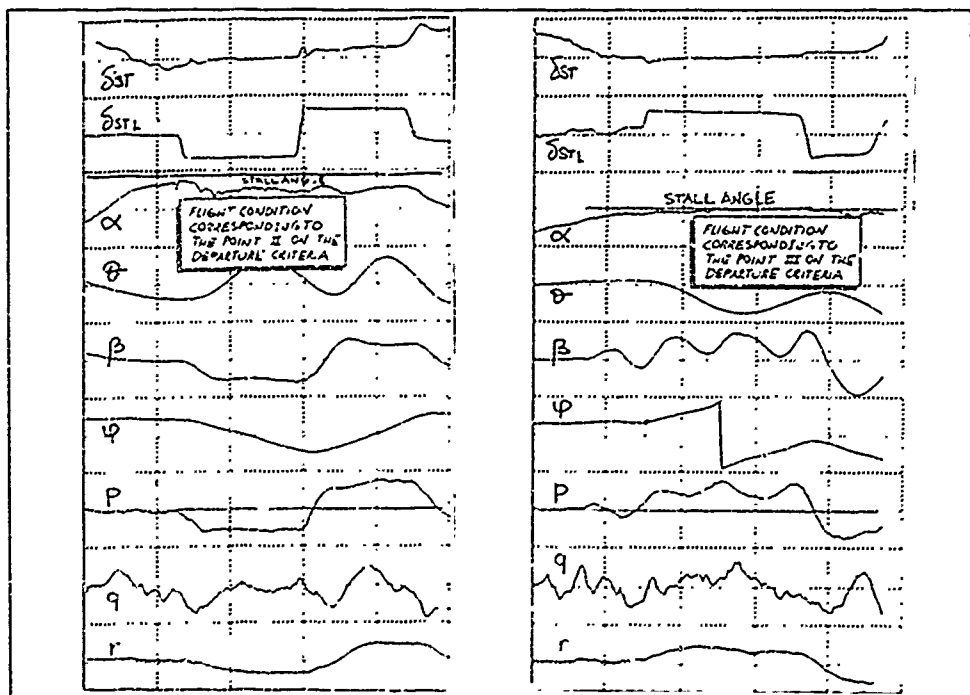 δST
δSTL
STALL ANG.
α
FLIGHT CONDITION
CORRESPONDING TO
THE POINT II ON THE
DEPARTURE CRITERIA
θ
β
ψ
P
q
r
δST
δSTL
STALL ANGLE
α
FLIGHT CONDITION
CORRESPONDING TO
THE POINT III ON THE
DEPARTURE CRITERIA
θ
β
ψ
P
q
r